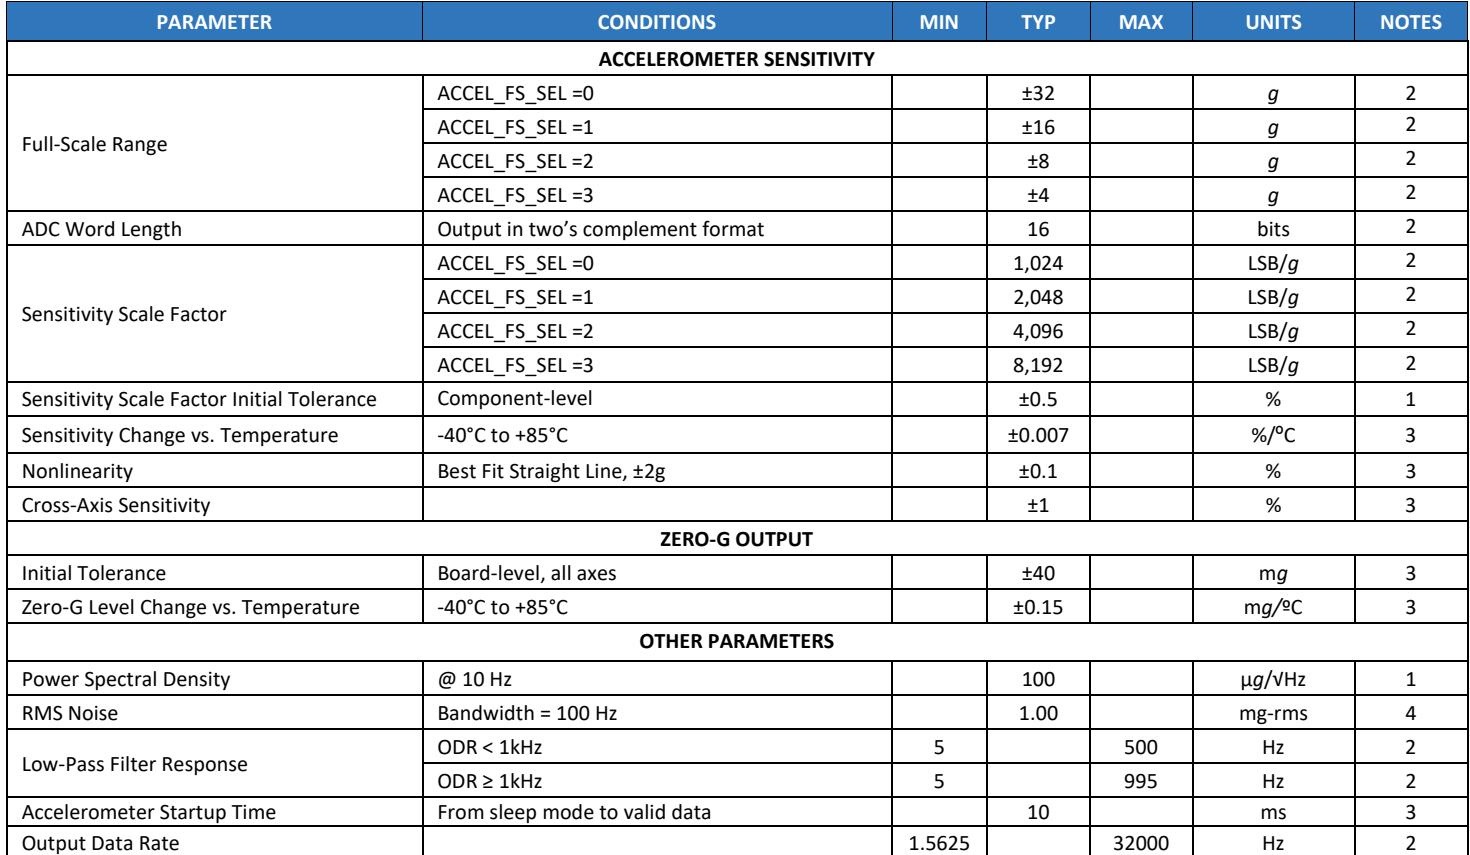 PARAMETER CONDITIONS MIN TYP MAX UNITS NOTES
ACCELEROMETER SENSITIVITY
Full-Scale Range
ACCEL_FS_SEL =0 ±32 g 2
ACCEL_FS_SEL =1 ±16 g 2
ACCEL_FS_SEL =2 ±8 g 2
ACCEL_FS_SEL =3 ±4 g 2
ADC Word Length Output in two’s complement format 16 bits 2
Sensitivity Scale Factor
ACCEL_FS_SEL =0 1,024 LSB/g 2
ACCEL_FS_SEL =1 2,048 LSB/g 2
ACCEL_FS_SEL =2 4,096 LSB/g 2
ACCEL_FS_SEL =3 8,192 LSB/g 2
Sensitivity Scale Factor Initial Tolerance Component-level ±0.5 % 1
Sensitivity Change vs. Temperature -40°C to +85°C ±0.007 %/ºC 3
Nonlinearity Best Fit Straight Line, ±2g ±0.1 % 3
Cross-Axis Sensitivity ±1 % 3
ZERO-G OUTPUT
Initial Tolerance Board-level, all axes ±40 mg 3
Zero-G Level Change vs. Temperature -40°C to +85°C ±0.15 mg/ºC 3
OTHER PARAMETERS
Power Spectral Density @ 10 Hz 100 µg/√Hz 1
RMS Noise Bandwidth = 100 Hz 1.00 mg-rms 4
Low-Pass Filter Response
ODR < 1kHz 5 500 Hz 2
ODR ≥ 1kHz 5 995 Hz 2
Accelerometer Startup Time From sleep mode to valid data 10 ms 3
Output Data Rate 1.5625 32000 Hz 2